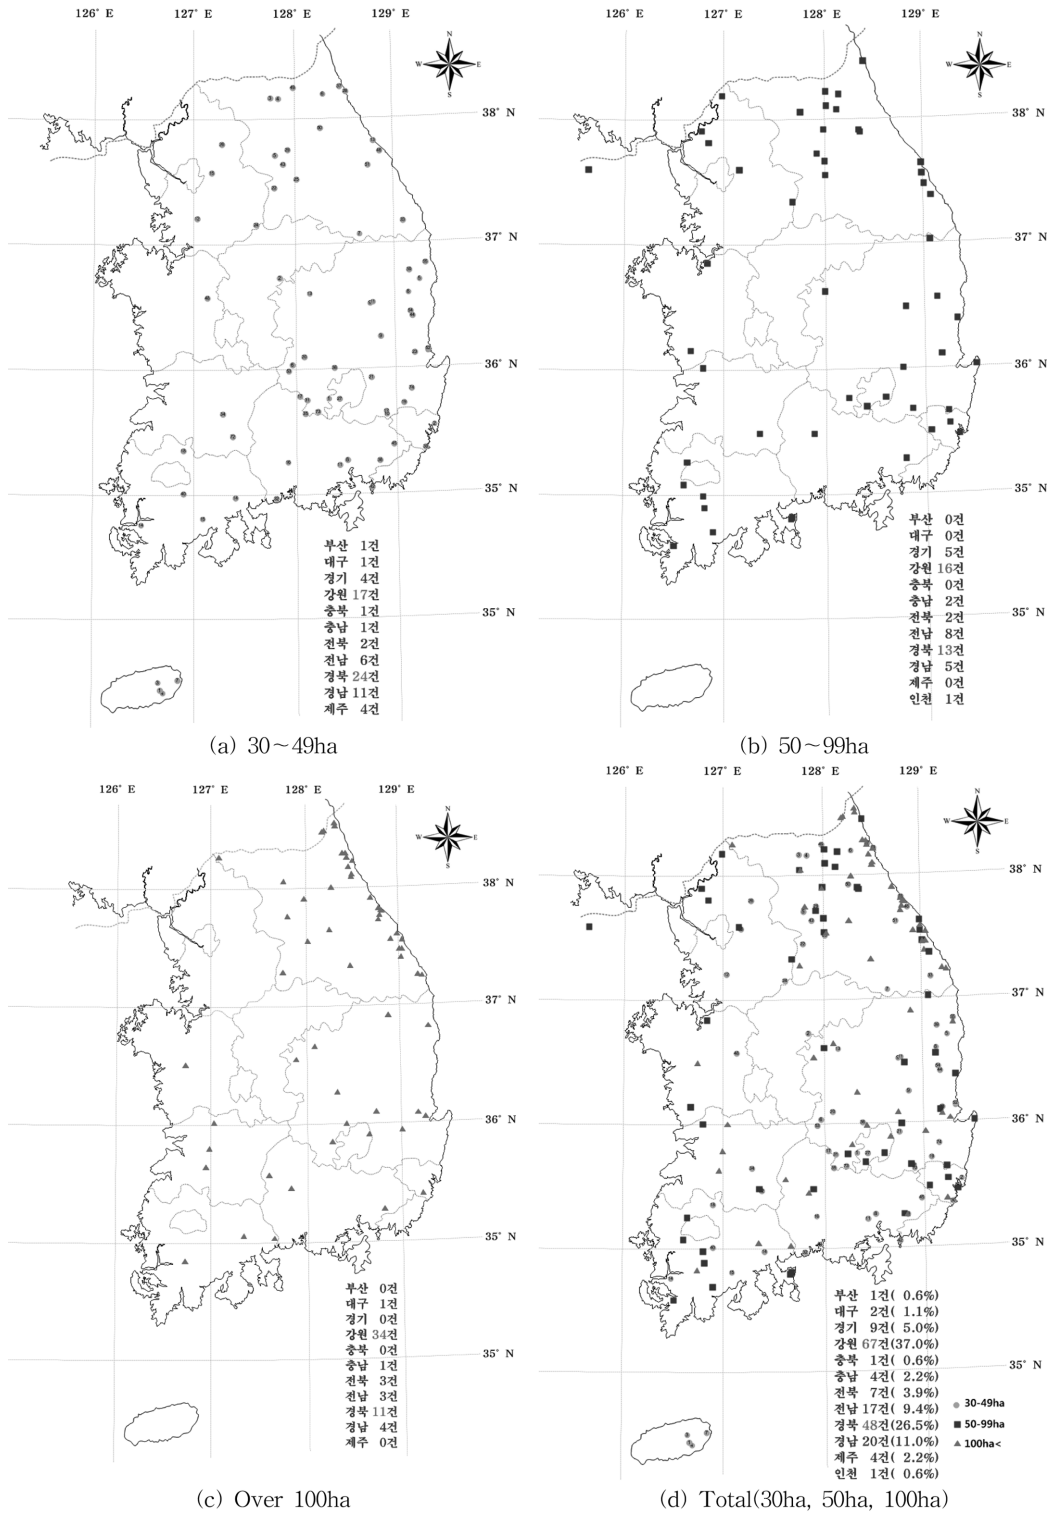 126° E 127° E 128° E 129° E
N
W E
S
38° N
37° N
36° N
35° N
부산 1건
대구 1건
경기 4건
강원 17건
충북 1건
충남 1건
전북 2건
전남 6건
경북 24건
경남 11건
제주 4건
35° N
(a) 30～49ha
126° E 127° E 128° E 129° E
N
W E
S
38° N
37° N
36° N
35° N
부산 0건
대구 0건
경기 5건
강원 16건
충북 0건
충남 2건
전북 2건
전남 8건
경북 13건
경남 5건
제주 0건
인천 1건
35° N
(b) 50～99ha
126° E 127° E 128° E 129° E
N
W E
S
38° N
37° N
36° N
35° N
부산 0건
대구 1건
경기 0건
강원 34건
충북 0건
충남 1건
전북 3건
전남 3건
경북 11건
경남 4건
제주 0건
35° N
(c) Over 100ha
126° E 127° E 128° E 129° E
N
W E
S
38° N
37° N
36° N
35° N
부산 1건( 0.6%)
대구 2건( 1.1%)
경기 9건( 5.0%)
강원 67건(37.0%)
충북 1건( 0.6%)
충남 4건( 2.2%)
전북 7건( 3.9%)
전남 17건( 9.4%)
경북 48건(26.5%)
경남 20건(11.0%)
제주 4건( 2.2%)
인천 1건( 0.6%)
35° N
30-49ha
50-99ha
100ha<
(d) Total(30ha, 50ha, 100ha)